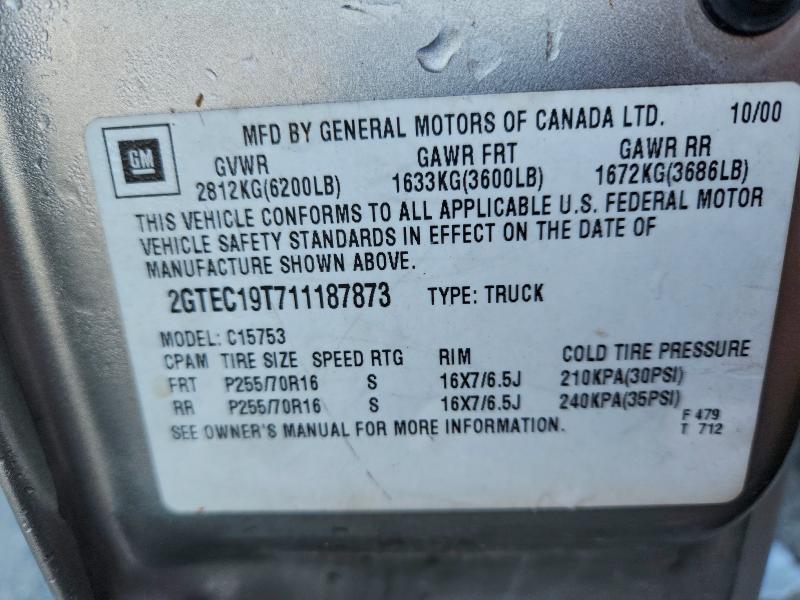 MFD BY GENERAL MOTORS OF CANADA LTD. 10/00
GM
GVWR GAWR FRT GAWR RR
2812KG(6200LB) 1633KG(3600LB) 1672KG(3686LB)
THIS VEHICLE CONFORMS TO ALL APPLICABLE U.S. FEDERAL MOTOR
VEHICLE SAFETY STANDARDS IN EFFECT ON THE DATE OF
MANUFACTURE SHOWN ABOVE.
2GTEC19T711187873 TYPE: TRUCK
MODEL: C15753
CPAM TIRE SIZE SPEED RTG RIM COLD TIRE PRESSURE
FRT P255/70R16 S 16X7/6.5J 210KPA(30PSI)
RR P255/70R16 S 16X7/6.5J 240KPA(35PSI)
SEE OWNER'S MANUAL FOR MORE INFORMATION.
F 479
T 712